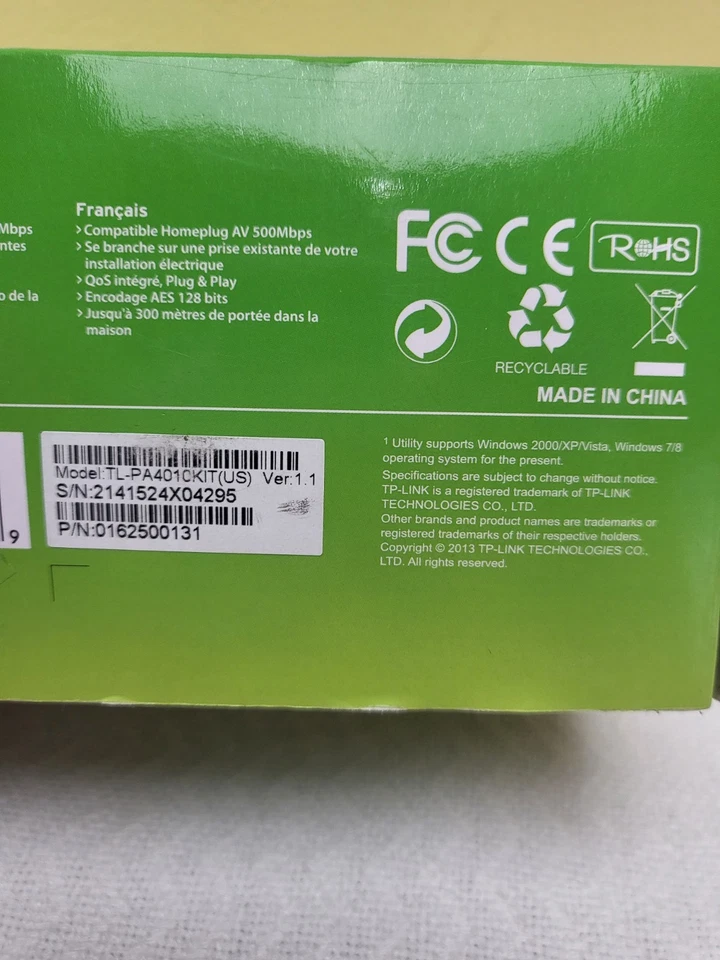 Mbps
ntes
o de la
Français
> Compatible Homeplug AV 500Mbps
> Se branche sur une prise existante de votre
installation électrique
> QoS intégré, Plug & Play
> Encodage AES 128 bits
> Jusqu'à 300 mètres de portée dans la
maison
FC CE RoHS
RECYCLABLE
MADE IN CHINA
9
Model:TL-PA4010KIT(US) Ver:1.1
S/N:2141524X04295
P/N:0162500131
1 Utility supports Windows 2000/XP/Vista, Windows 7/8
operating system for the present.
Specifications are subject to change without notice.
TP-LINK is a registered trademark of TP-LINK
TECHNOLOGIES CO., LTD.
Other brands and product names are trademarks or
registered trademarks of their respective holders.
Copyright © 2013 TP-LINK TECHNOLOGIES CO.,
LTD. All rights reserved.